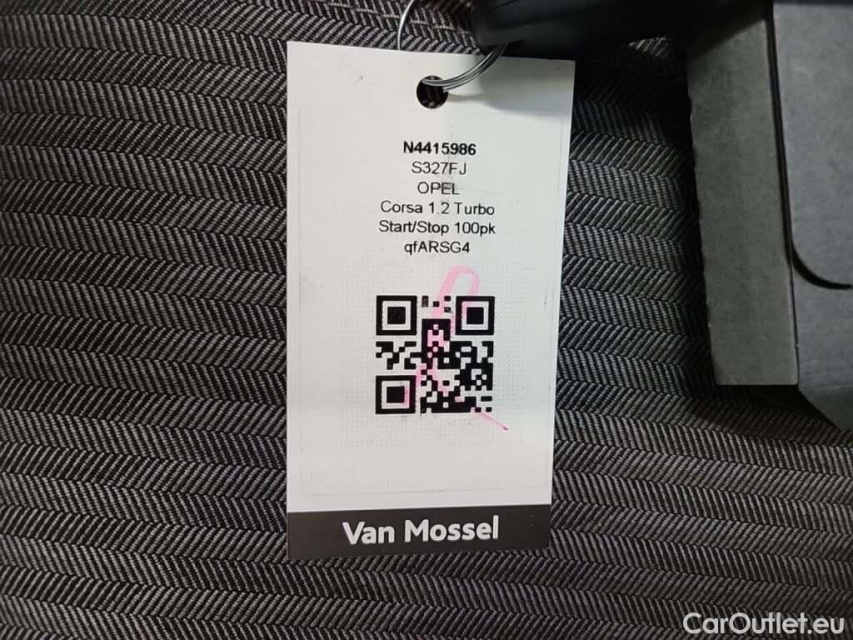 N4415986
S327FJ
OPEL
Corsa 1.2 Turbo
Start/Stop 100pk
qfARSG4
Van Mossel
CarOutlet.eu